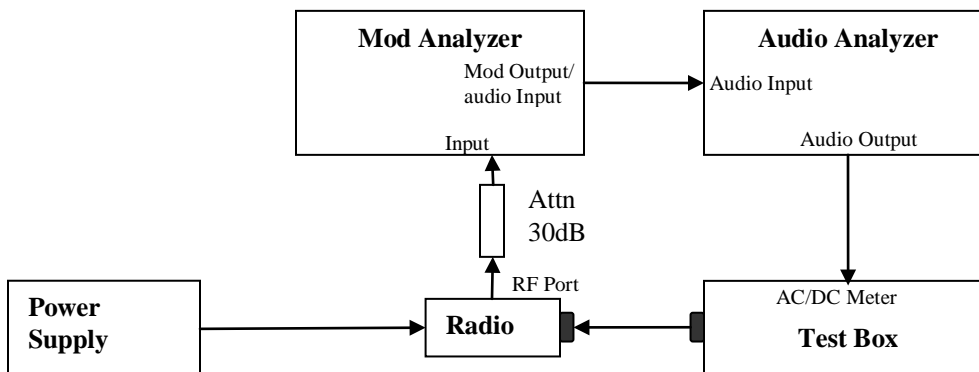 Mod Analyzer
Mod Output/
audio Input
Input
Audio Analyzer
Audio Input
Audio Output
Attn
30dB
RF Port
Power
Supply
Radio
AC/DC Meter
Test Box